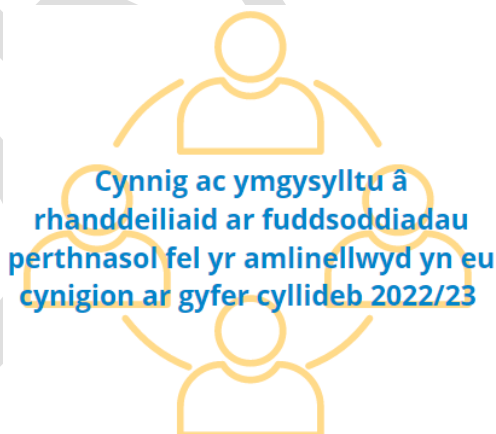 Cynnig ac ymgysylltu â
rhanddeiliaid ar fuddsoddiadau
perthnasol fel yr amlinellwyd yn eu
cynigion ar gyfer cyllideb 2022/23